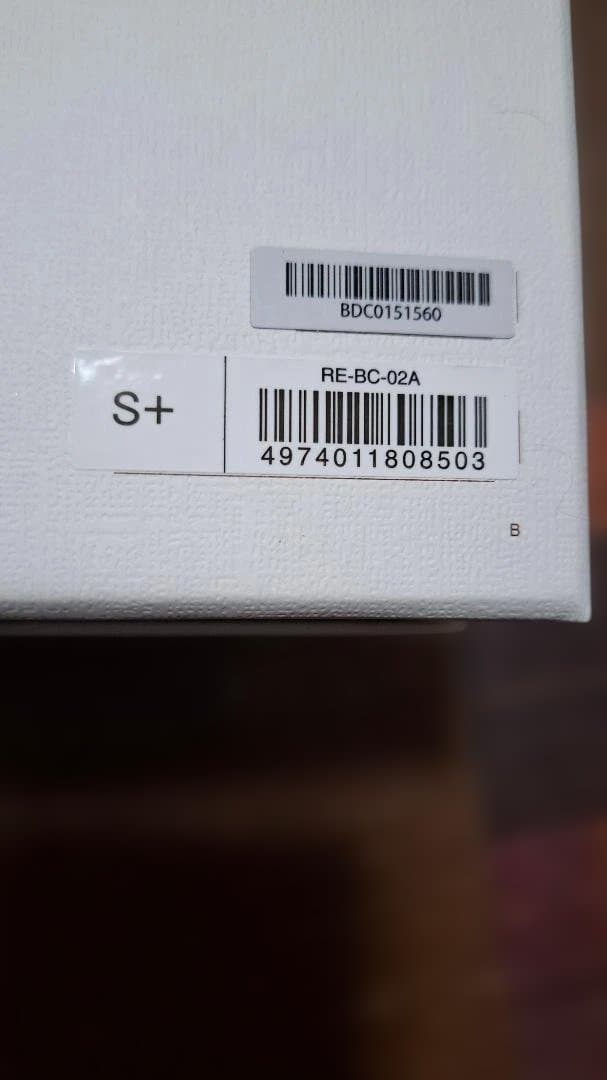 BDC0151560
S+
RE-BC-02A
4974011808503
B